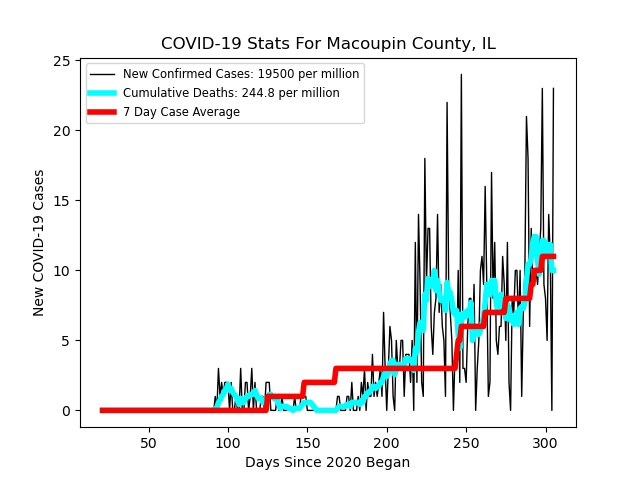 COVID-19 Stats For Macoupin County, IL
New Confirmed Cases: 19500 per million
Cumulative Deaths: 244.8 per million
7 Day Case Average
25
20
15
10
5
0
New COVID-19 Cases
50 100 150 200 250 300
Days Since 2020 Began